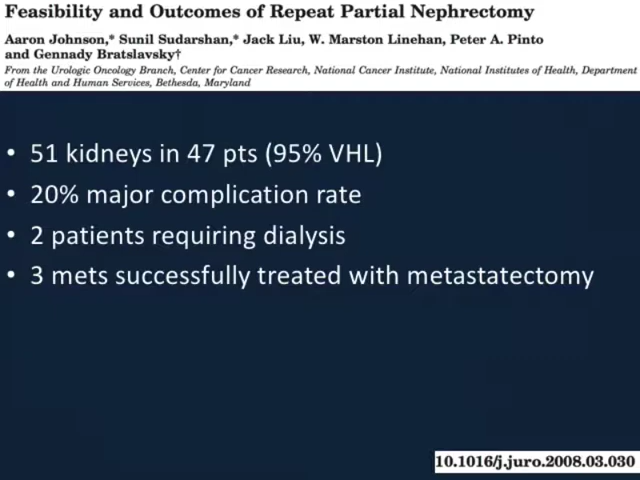 Feasibility and Outcomes of Repeat Partial Nephrectomy
Aaron Johnson,* Sunil Sudarshan,* Jack Liu, W. Marston Linehan, Peter A. Pinto
and Gennady Bratslavsky†
From the Urologic Oncology Branch, Center for Cancer Research, National Cancer Institute, National Institutes of Health, Department
of Health and Human Services, Bethesda, Maryland
• 51 kidneys in 47 pts (95% VHL)
• 20% major complication rate
• 2 patients requiring dialysis
• 3 mets successfully treated with metastatectomy
10.1016/j.juro.2008.03.030